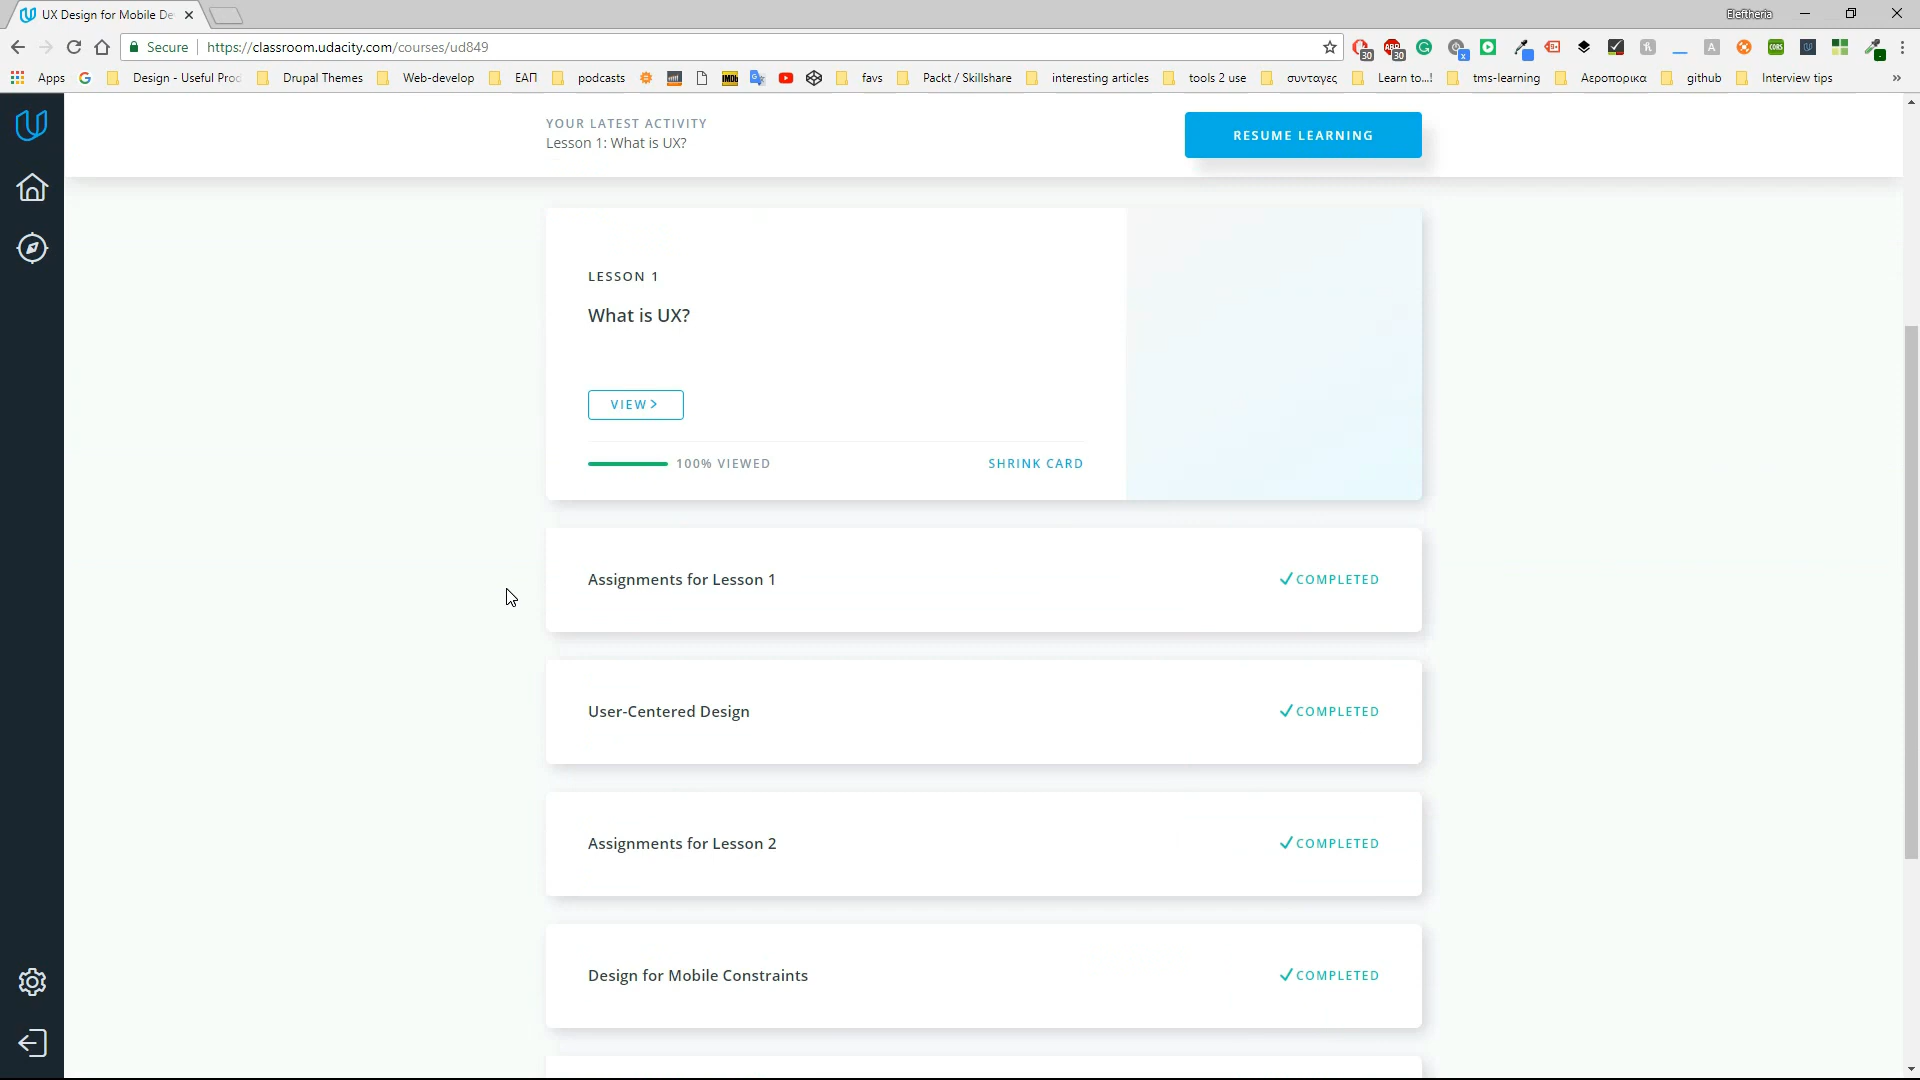 UX Design for Mobile De
Eleftheria
Secure
https://classroom.udacity.com/courses/ud849
30
30
Apps
Design - Useful Prod
Drupal Themes
Web-develop
ΕΑΠ
podcasts
IMDb
favs
Packt / Skillshare
interesting articles
tools 2 use
συνταγες
Learn to...!
tms-learning
Αεροπορικα
github
Interview tips
YOUR LATEST ACTIVITY
Lesson 1: What is UX?
RESUME LEARNING
LESSON 1
What is UX?
VIEW
100% VIEWED
SHRINK CARD
Assignments for Lesson 1
COMPLETED
User-Centered Design
COMPLETED
Assignments for Lesson 2
COMPLETED
Design for Mobile Constraints
COMPLETED